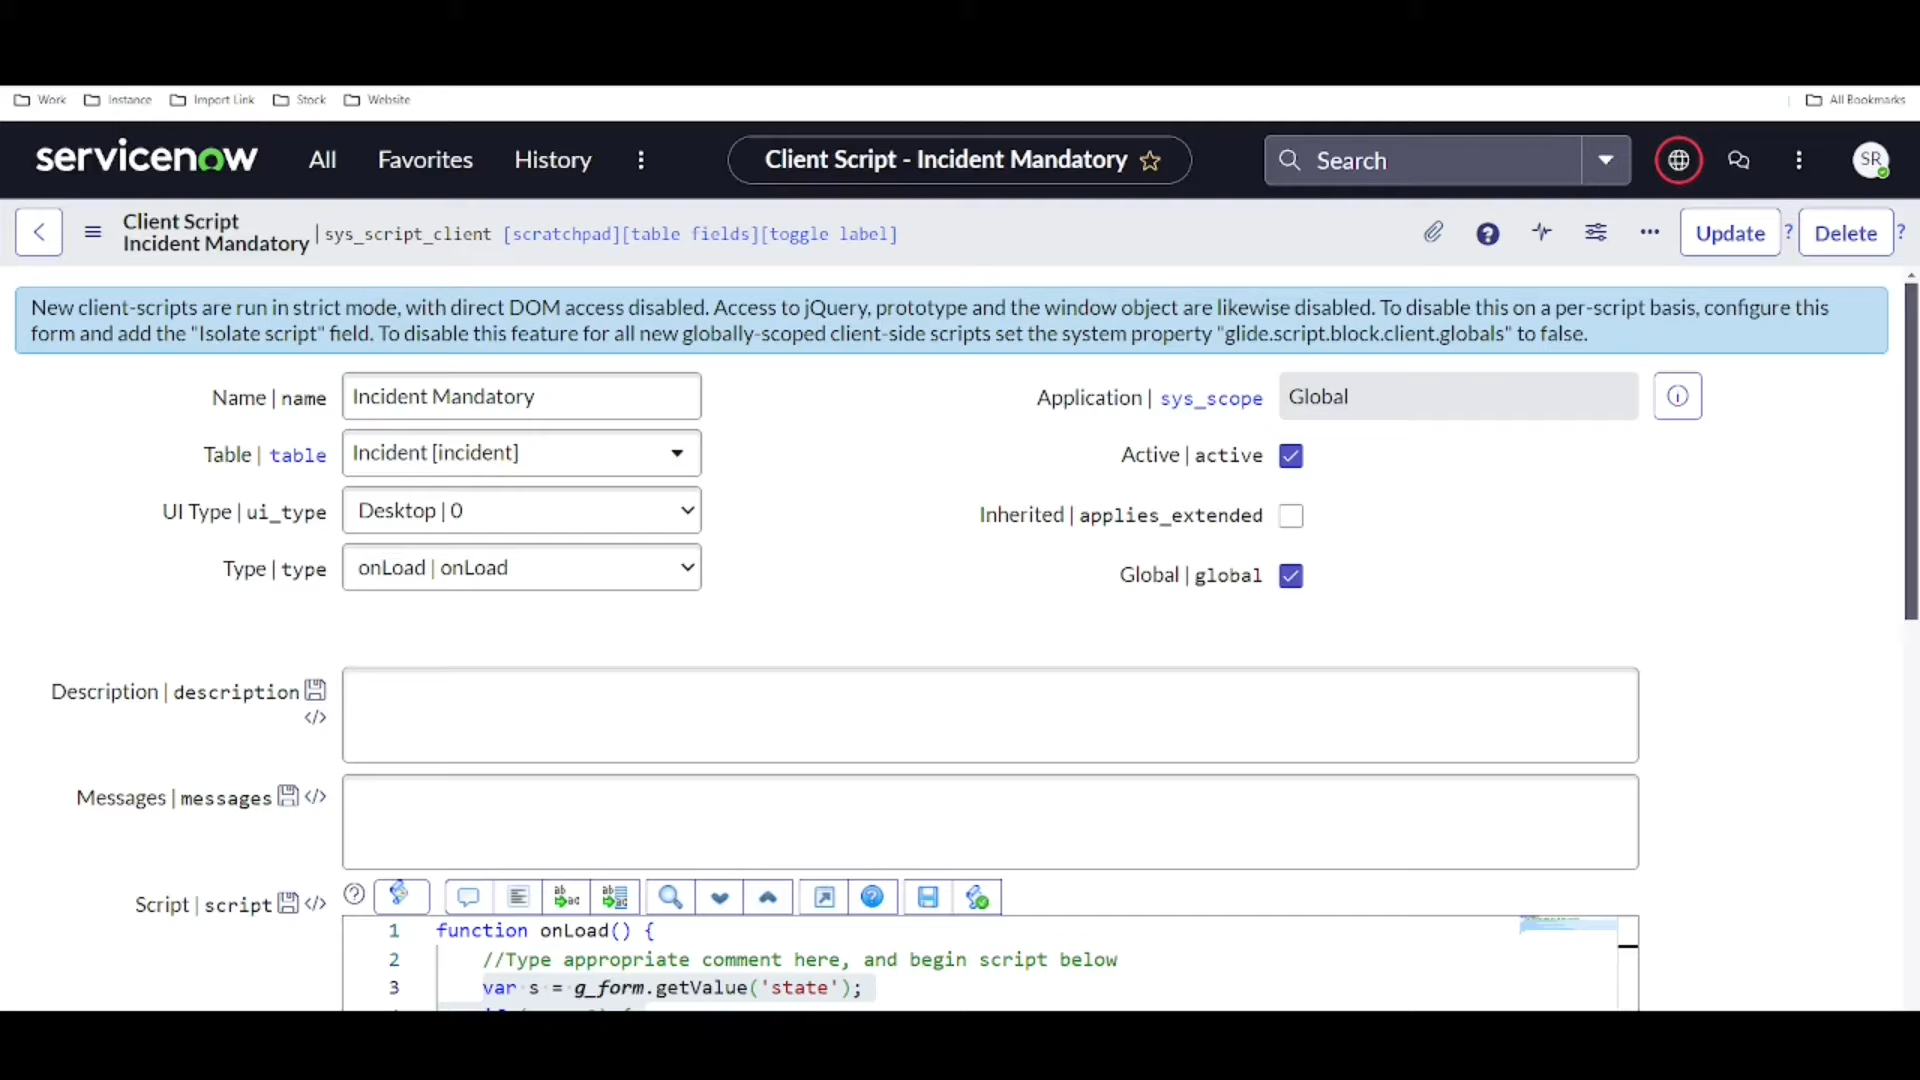 Work Instance Import Link Stock Website All Bookmarks
servicenow All Favorites History Client Script - Incident Mandatory Search SR
Client Script
Incident Mandatory | sys_script_client [scratchpad][table fields][toggle label] Update ? Delete ?
New client-scripts are run in strict mode, with direct DOM access disabled. Access to jQuery, prototype and the window object are likewise disabled. To disable this on a per-script basis, configure this
form and add the "Isolate script" field. To disable this feature for all new globally-scoped client-side scripts set the system property "glide.script.block.client.globals" to false.
Name | name Incident Mandatory Application | sys_scope Global
Table | table Incident [incident] Active | active
UI Type | ui_type Desktop | 0 Inherited | applies_extended
Type | type onLoad | onLoad Global | global
Description | description
Messages | messages
Script | script
1 function onLoad() {
2 //Type appropriate comment here, and begin script below
3 var s = g_form.getValue('state');